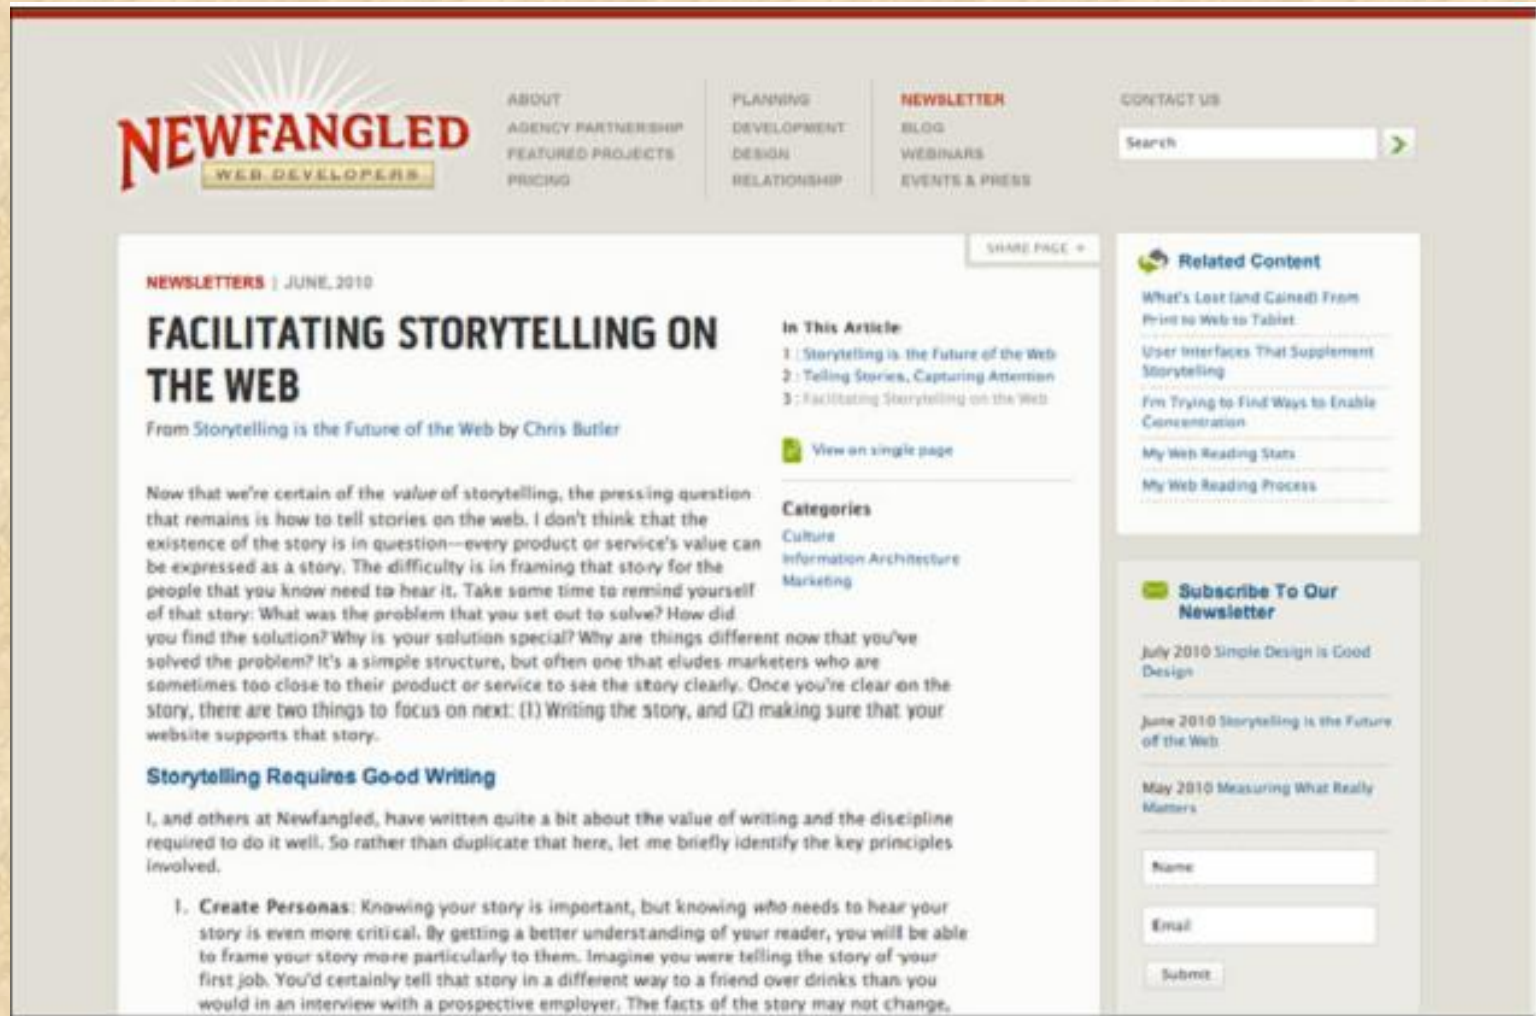 NEWFANGLED
WEB DEVELOPERS
ABOUT
AGENCY PARTNERSHIP
FEATURED PROJECTS
PRICING
PLANNING
DEVELOPMENT
DESIGN
RELATIONSHIP
NEWSLETTER
BLOG
WEBINARS
EVENTS & PRESS
CONTACT US
Search
SHARE PAGE +
NEWSLETTERS | JUNE, 2010
FACILITATING STORYTELLING ON
THE WEB
From Storytelling is the Future of the Web by Chris Butler
In This Article
1 : Storytelling is the Future of the Web
2 : Telling Stories, Capturing Attention
3 : Facilitating Storytelling on the Web
View on single page
Categories
Culture
Information Architecture
Marketing
Now that we're certain of the value of storytelling, the pressing question
that remains is how to tell stories on the web. I don't think that the
existence of the story is in question—every product or service's value can
be expressed as a story. The difficulty is in framing that story for the
people that you know need to hear it. Take some time to remind yourself
of that story: What was the problem that you set out to solve? How did
you find the solution? Why is your solution special? Why are things different now that you've
solved the problem? It's a simple structure, but often one that eludes marketers who are
sometimes too close to their product or service to see the story clearly. Once you're clear on the
story, there are two things to focus on next: (1) Writing the story, and (2) making sure that your
website supports that story.
Storytelling Requires Good Writing
I, and others at Newfangled, have written quite a bit about the value of writing and the discipline
required to do it well. So rather than duplicate that here, let me briefly identify the key principles
involved.
1. Create Personas: Knowing your story is important, but knowing who needs to hear your
story is even more critical. By getting a better understanding of your reader, you will be able
to frame your story more particularly to them. Imagine you were telling the story of your
first job. You'd certainly tell that story in a different way to a friend over drinks than you
would in an interview with a prospective employer. The facts of the story may not change,
Related Content
What's Lost (and Gained) From
Print to Web to Tablet
User Interfaces That Supplement
Storytelling
I'm Trying to Find Ways to Enable
Concentration
My Web Reading Stats
My Web Reading Process
Subscribe To Our
Newsletter
July 2010 Simple Design is Good
Design
June 2010 Storytelling is the Future
of the Web
May 2010 Measuring What Really
Matters
Name
Email
Submit